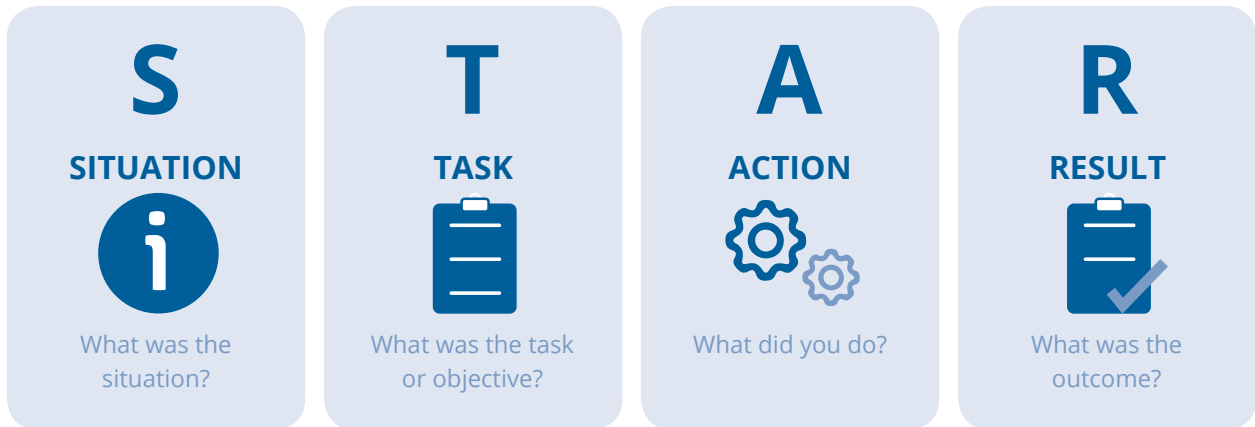 S
SITUATION
What was the
situation?
T
TASK
What was the task
or objective?
A
ACTION
What did you do?
R
RESULT
What was the
outcome?